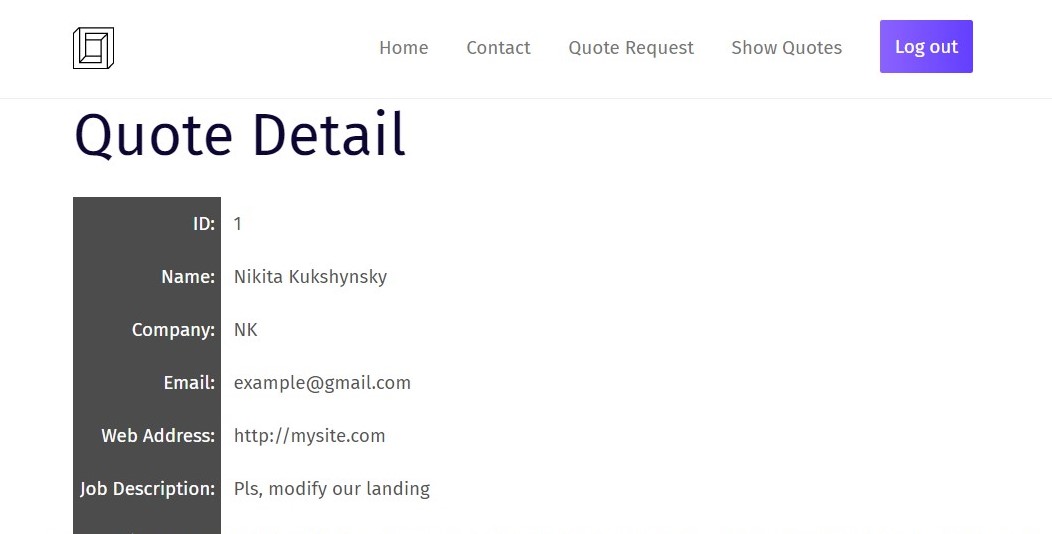 Home Contact Quote Request Show Quotes Log out
Quote Detail
ID: 1
Name: Nikita Kukshynsky
Company: NK
Email: example@gmail.com
Web Address: http://mysite.com
Job Description: Pls, modify our landing